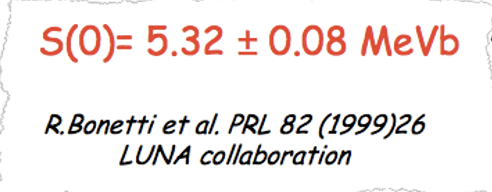 S(0)= 5.32 ± 0.08 MeVb
R.Bonetti et al. PRL 82 (1999)26
LUNA collaboration